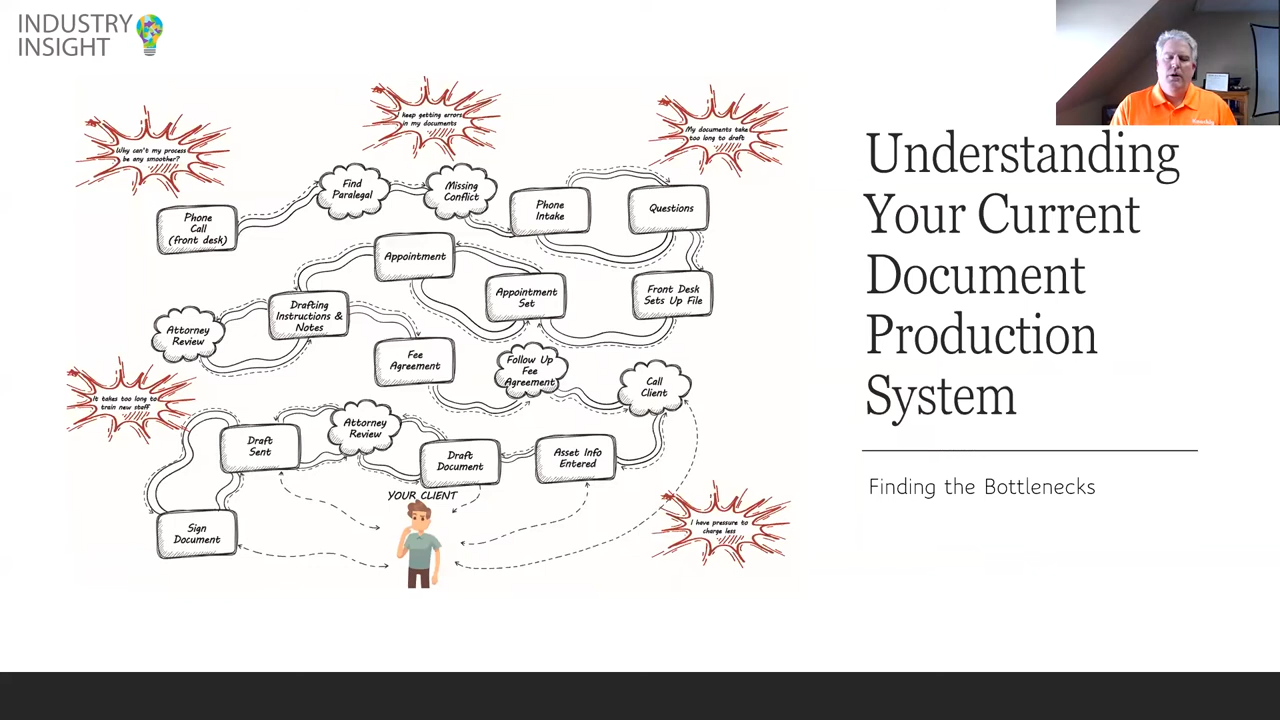 INDUSTRY
INSIGHT
Why can't my process
be any smoother?
keep getting errors
in my documents
My documents take
too long to draft
Phone
Call
(front desk)
Find
Paralegal
Missing
Conflict
Phone
Intake
Questions
Appointment
Appointment
Set
Front Desk
Sets Up File
Drafting
Instructions &
Notes
Attorney
Review
Fee
Agreement
Follow Up
Fee
Agreement
Call
Client
It takes too long to
train new staff
Draft
Sent
Attorney
Review
Draft
Document
Asset Info
Entered
YOUR CLIENT
Sign
Document
I have pressure to
charge less
Understanding
Your Current
Document
Production
System
Finding the Bottlenecks